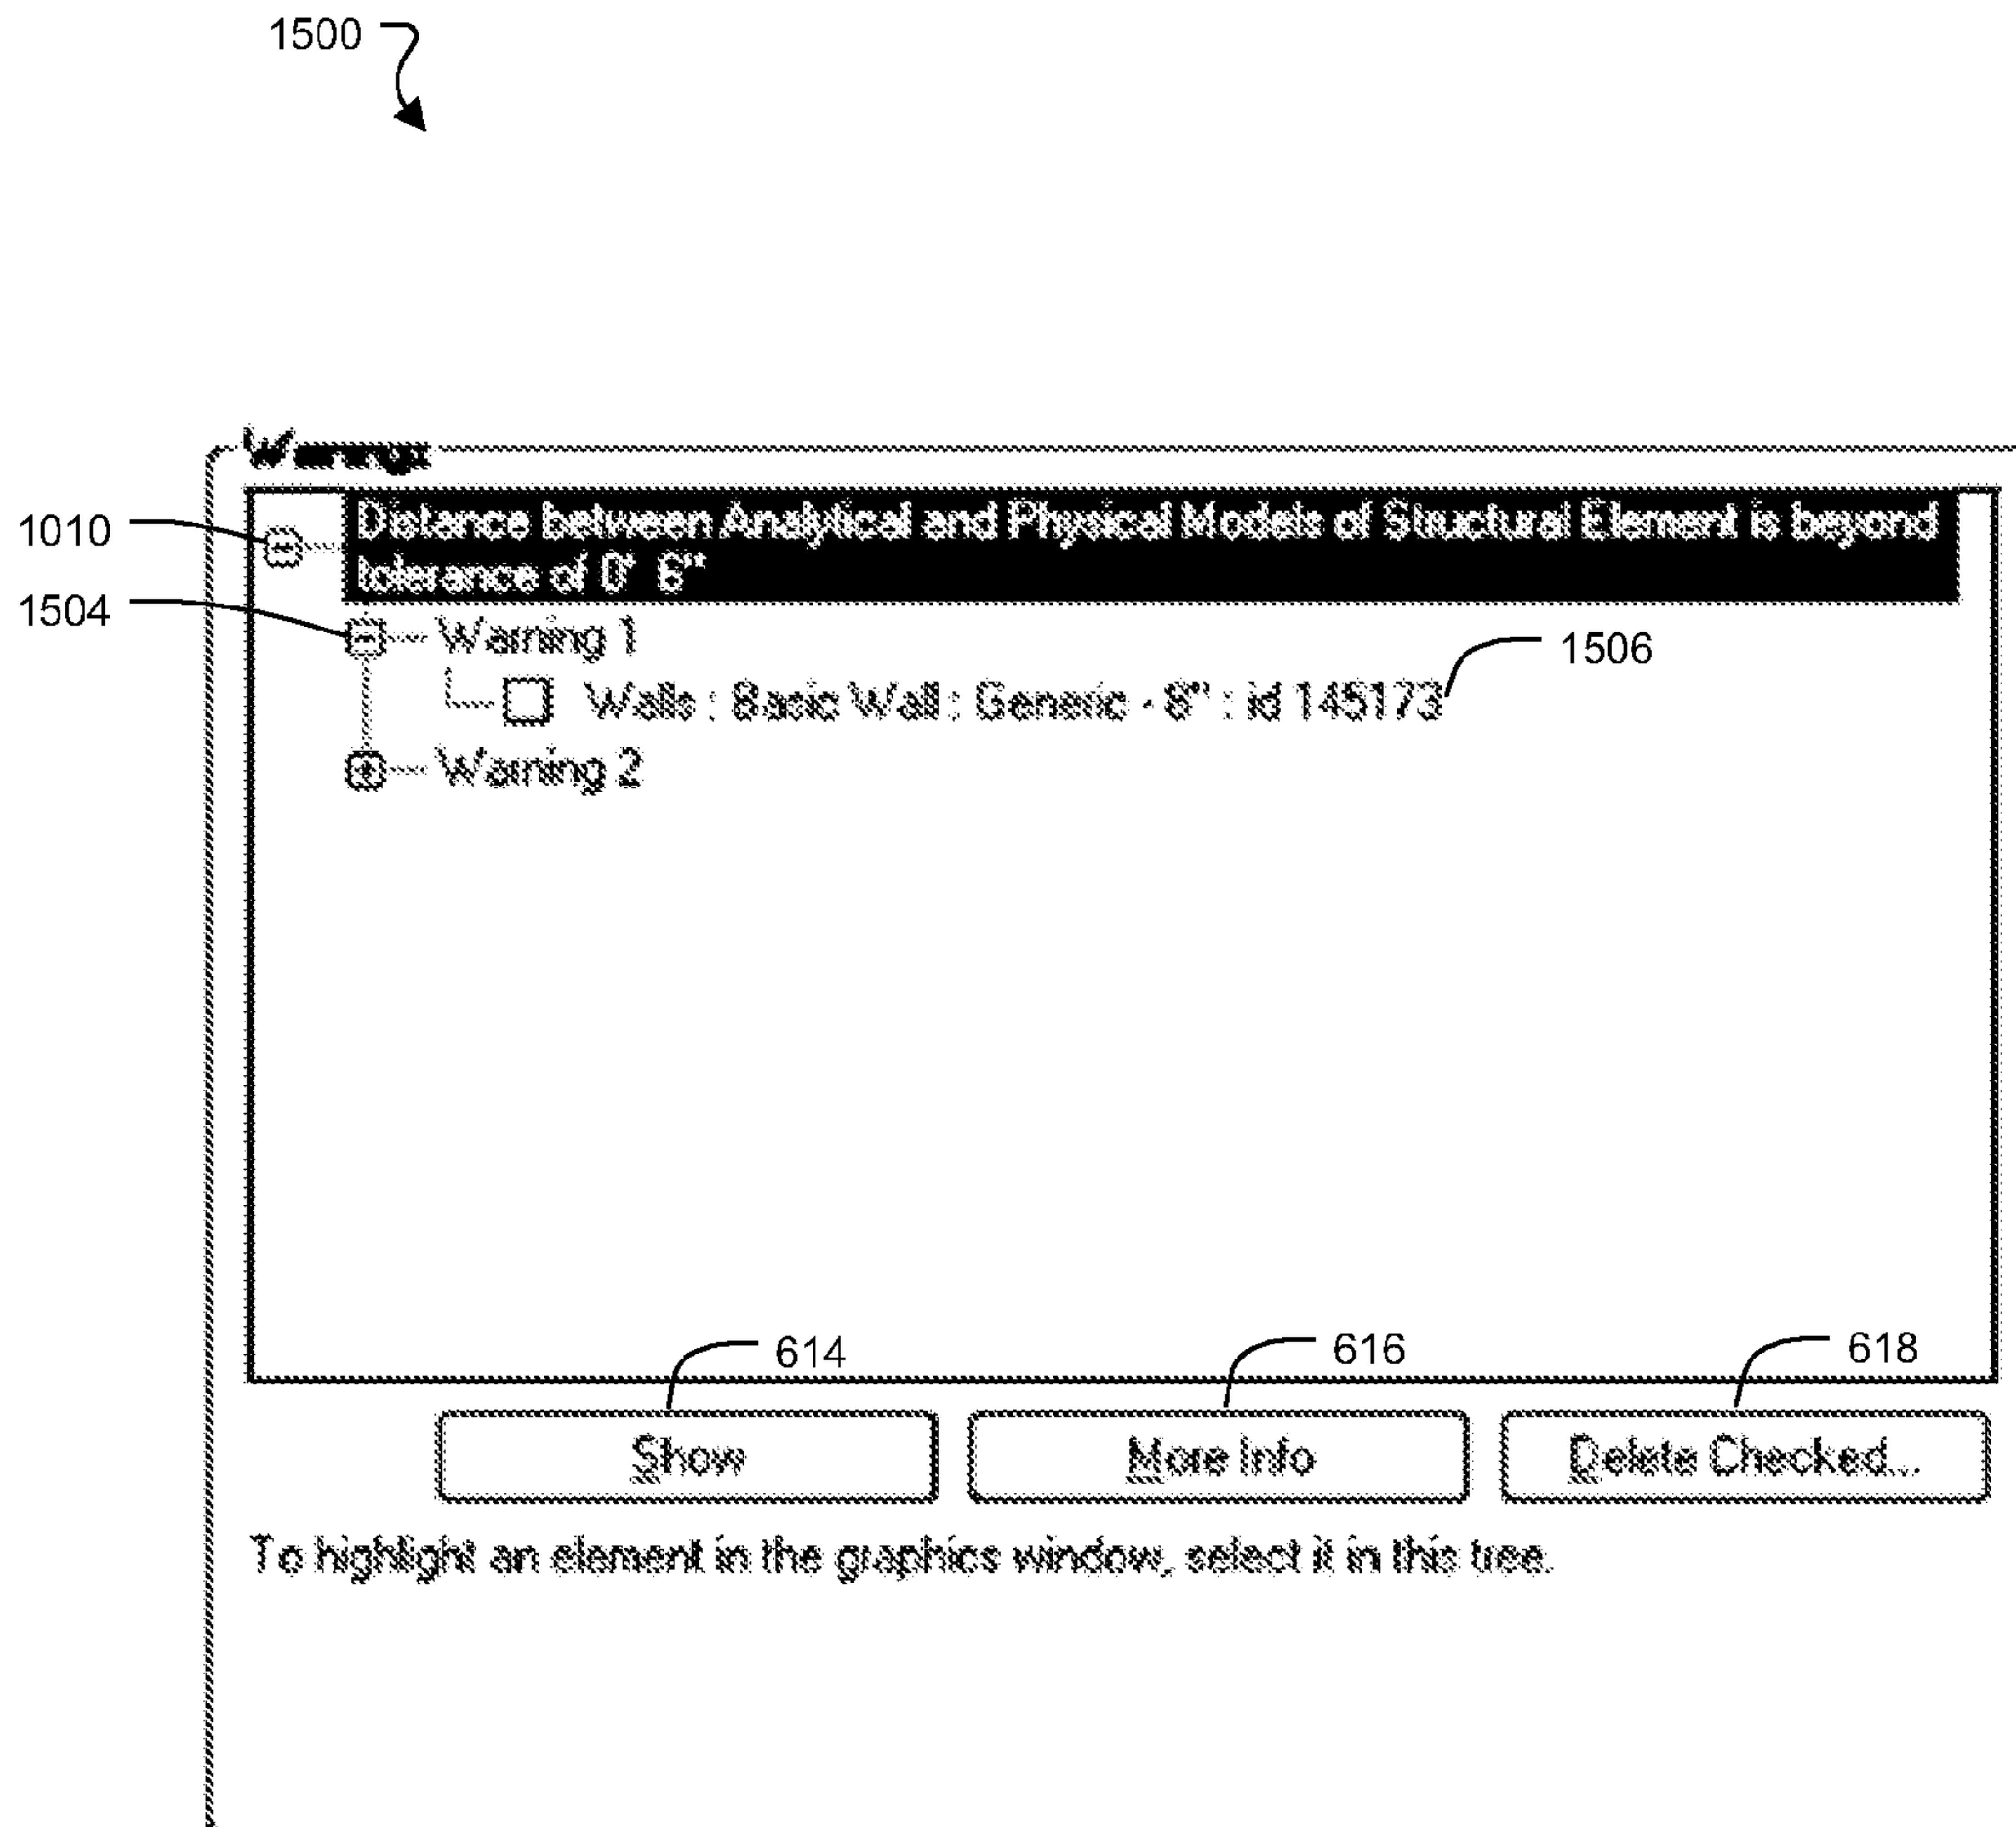 1500
Warnings
Distance between Analytical and Physical Models of Structural Element is beyond
tolerance of 0' 6"
1010
1504
Warning 1
1506
Walls : Basic Wall : Generic - 8" : id 145173
Warning 2
614
616
618
Show
More Info
Delete Checked...
To highlight an element in the graphics window, select it in this tree.